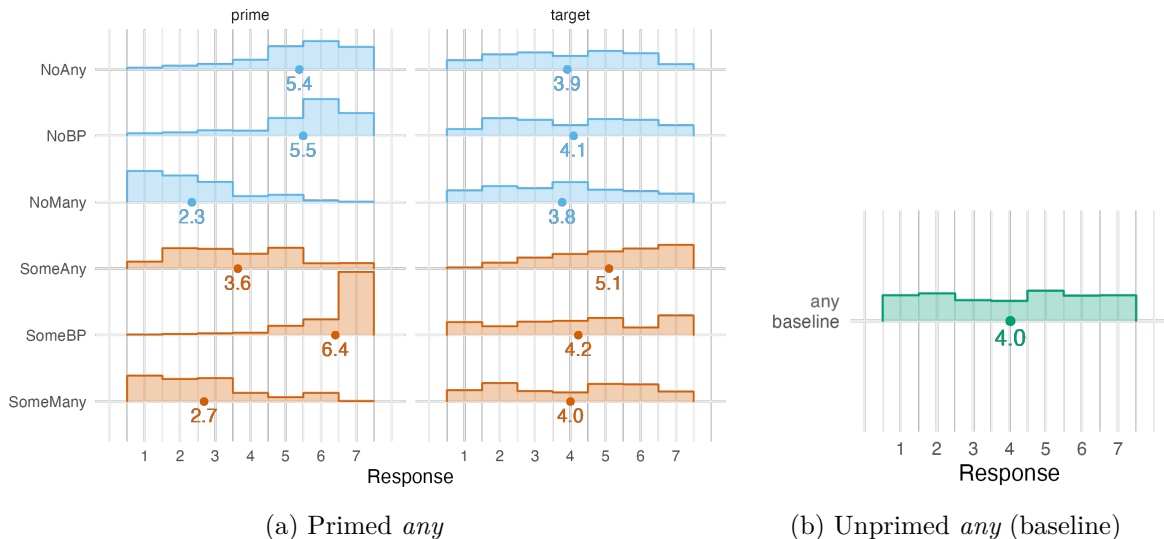 prime target
NoAny
5.4 3.9
NoBP
5.5 4.1
NoMany
2.3 3.8
SomeAny
3.6 5.1
SomeBP
6.4 4.2
SomeMany
2.7 4.0
1 2 3 4 5 6 7 1 2 3 4 5 6 7
Response
(a) Primed any
any
baseline
4.0
1 2 3 4 5 6 7
Response
(b) Unprimed any (baseline)